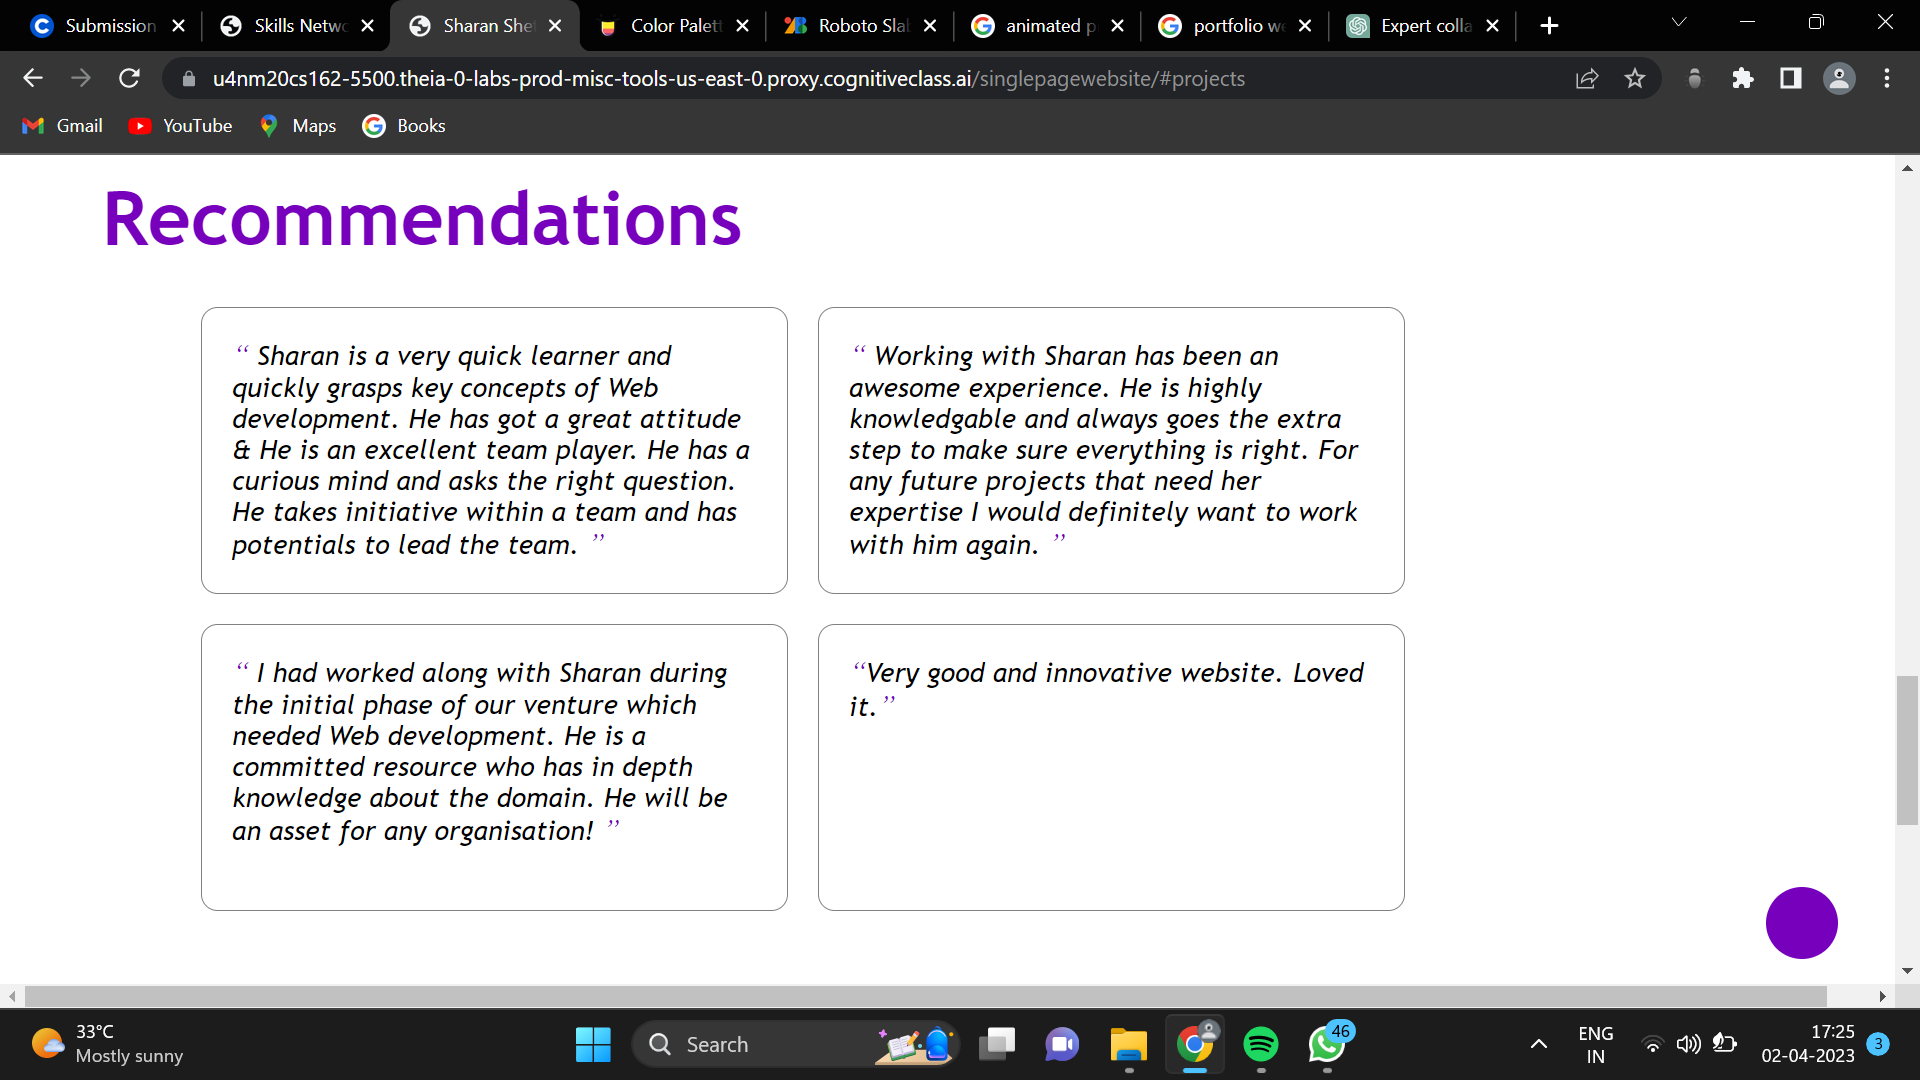 Submission
Skills Netwo
Sharan She
Color Palett
Roboto Slab
animated p
portfolio we
Expert colla
u4nm20cs162-5500.theia-0-labs-prod-misc-tools-us-east-0.proxy.cognitiveclass.ai/singlepagewebsite/#projects
Gmail
YouTube
Maps
Books
Recommendations
“ Sharan is a very quick learner and
quickly grasps key concepts of Web
development. He has got a great attitude
& He is an excellent team player. He has a
curious mind and asks the right question.
He takes initiative within a team and has
potentials to lead the team. ”
“ Working with Sharan has been an
awesome experience. He is highly
knowledgable and always goes the extra
step to make sure everything is right. For
any future projects that need her
expertise I would definitely want to work
with him again. ”
“ I had worked along with Sharan during
the initial phase of our venture which
needed Web development. He is a
committed resource who has in depth
knowledge about the domain. He will be
an asset for any organisation! ”
“Very good and innovative website. Loved
it.”
33°C
Mostly sunny
Search
46
ENG
IN
17:25
02-04-2023
3